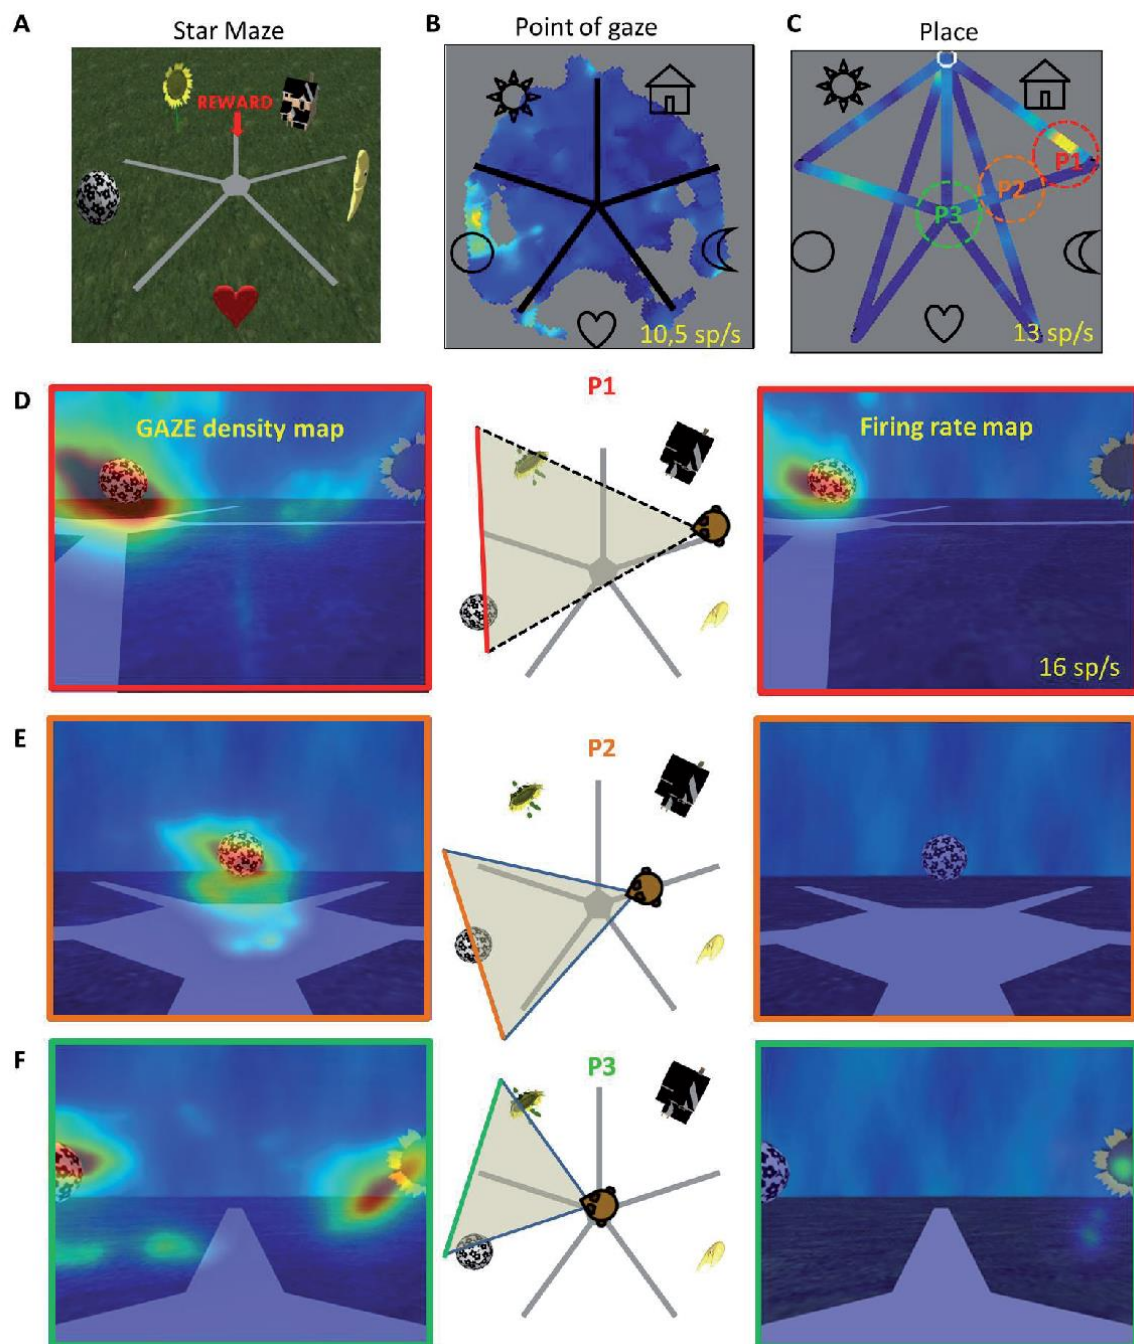 A
Star Maze
REWARD
B
Point of gaze
10,5 sp/s
C
Place
P1
P2
P3
13 sp/s
D
GAZE density map
P1
Firing rate map
16 sp/s
E
P2
F
P3